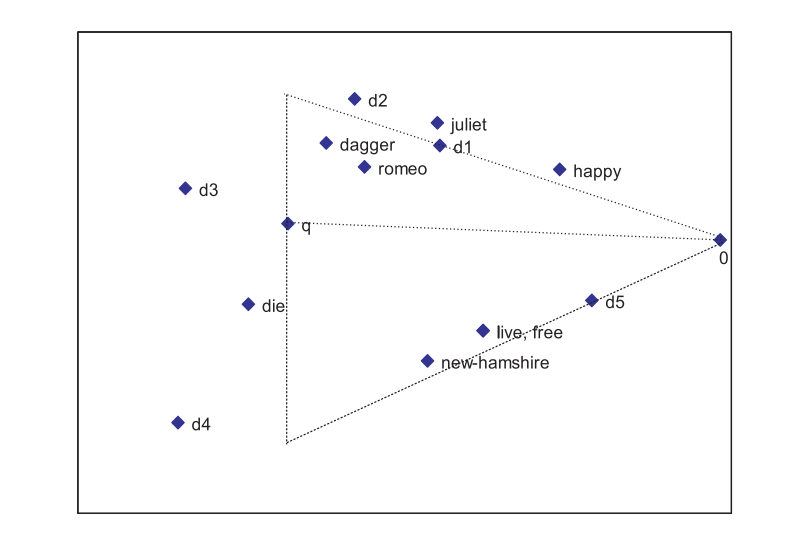 d2
juliet
dagger
d1
romeo
happy
d3
q
0
d5
die
live, free
new-hamshire
d4